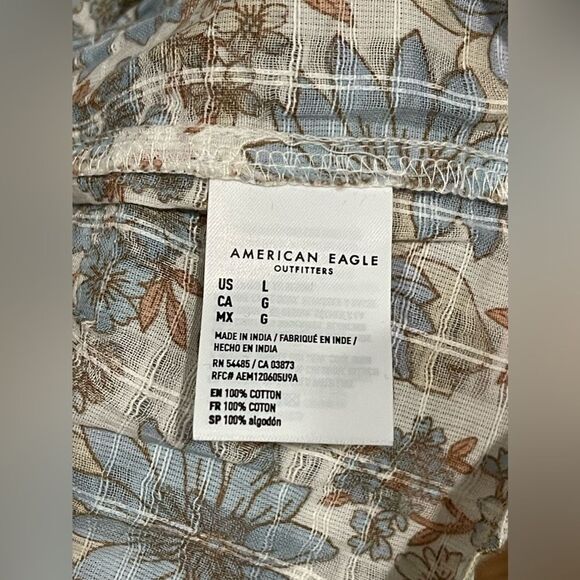 AMERICAN EAGLE
OUTFITTERS
US L
CA G
MX G
MADE IN INDIA / FABRIQUÉ EN INDE /
HECHO EN INDIA
RN 54485 / CA 03873
RFC# AEM120605U9A
EN 100% COTTON
FR 100% COTON
SP 100% algodón